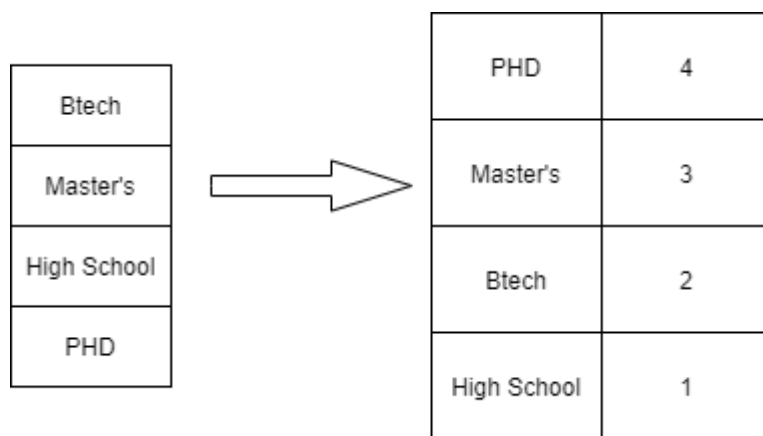 Btech
Master's
High School
PHD
PHD 4
Master's 3
Btech 2
High School 1